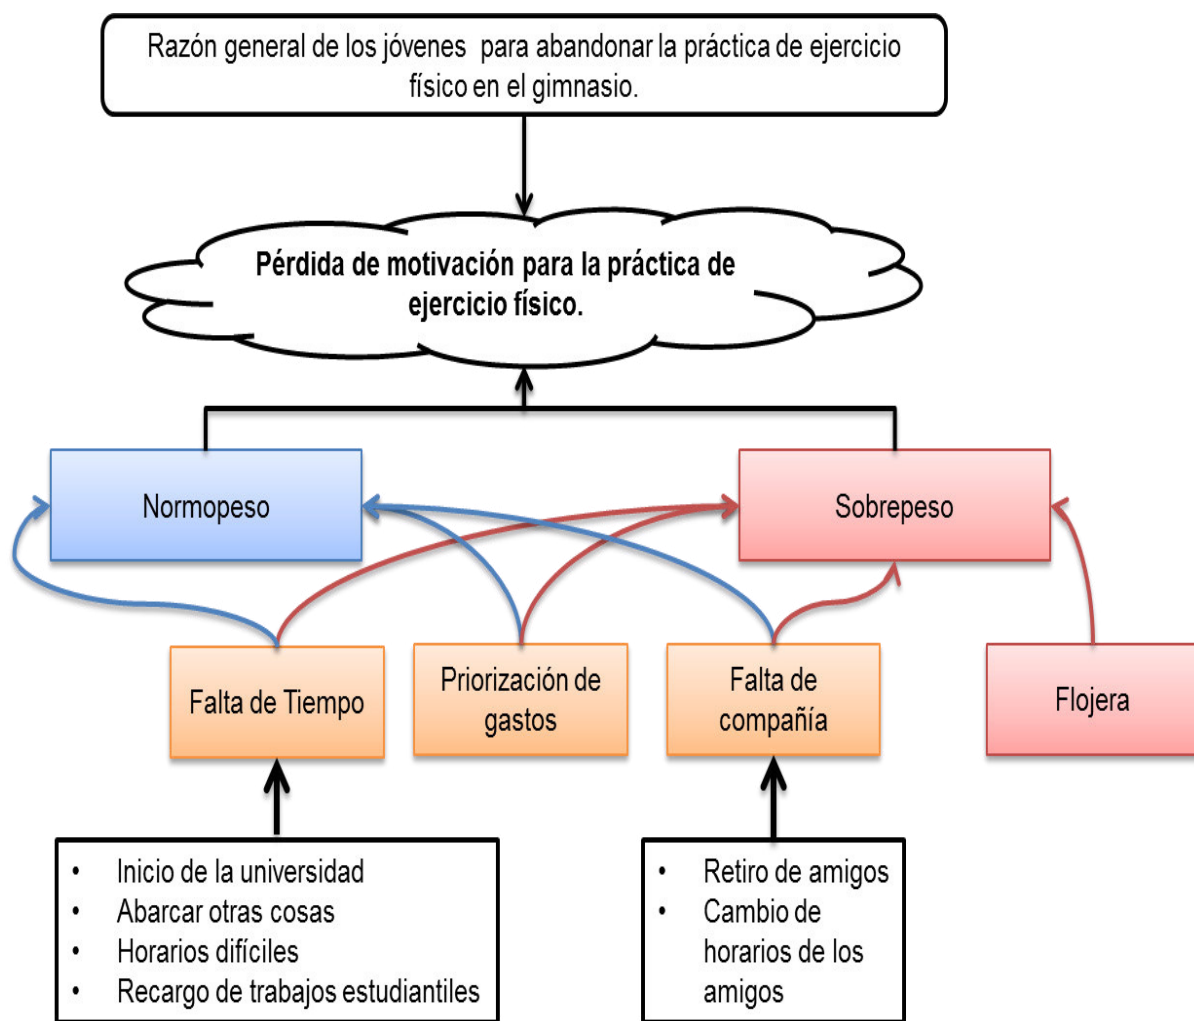 Razón general de los jóvenes para abandonar la práctica de ejercicio
físico en el gimnasio.
Pérdida de motivación para la práctica de
ejercicio físico.
Normopeso
Sobrepeso
Falta de Tiempo
Priorización de
gastos
Falta de
compañía
Flojera
• Inicio de la universidad
• Abarcar otras cosas
• Horarios difíciles
• Recargo de trabajos estudiantiles
• Retiro de amigos
• Cambio de
horarios de los
amigos